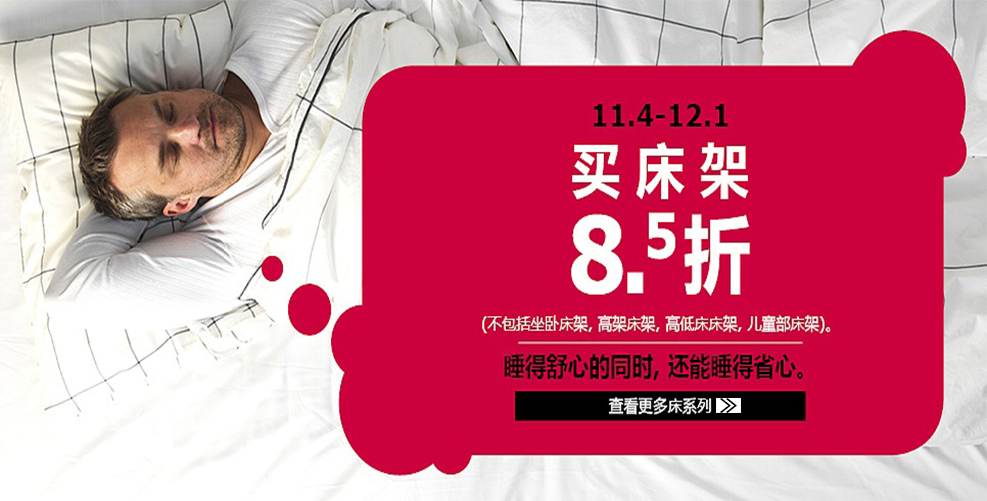 11.4-12.1
买床架
8.5折
(不包括坐卧床架, 高架床架, 高低床床架, 儿童部床架)。
睡得舒心的同时, 还能睡得省心。
查看更多床系列